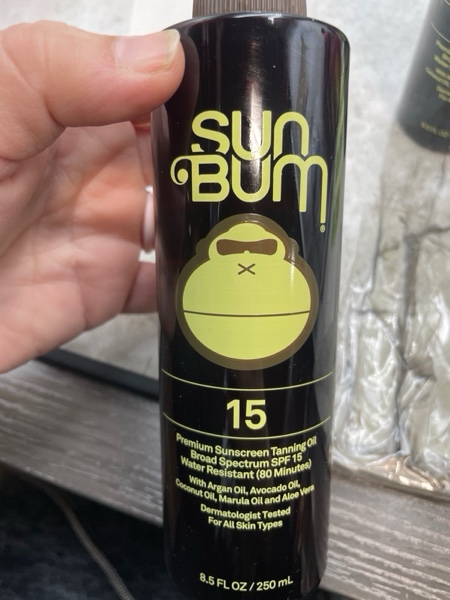 SUN
BUM®
15
Premium Sunscreen Tanning Oil
Broad Spectrum SPF 15
Water Resistant (80 Minutes)
With Argan Oil, Avocado Oil,
Coconut Oil, Marula Oil and Aloe Vera
Dermatologist Tested
For All Skin Types
8.5 FL OZ / 250 mL